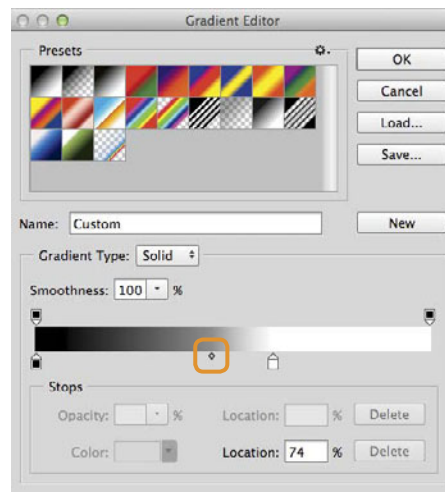 Gradient Editor
Presets
OK
Cancel
Load...
Save...
Name: Custom
New
Gradient Type: Solid
Smoothness: 100 %
Stops
Opacity: % Location: % Delete
Color: Location: 74 % Delete